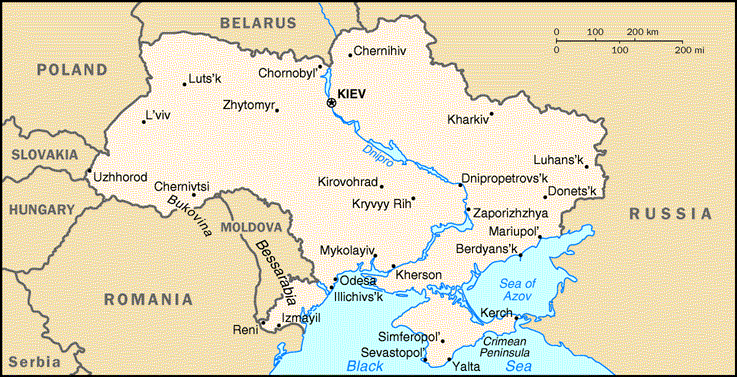 BELARUS
0 100 200 km
0 100 200 mi
POLAND
Chernihiv
Chornobyl'
Luts'k
KIEV
Zhytomyr
L'viv
Kharkiv
Dnipro
SLOVAKIA
Luhans'k
Uzhhorod
Dnipropetrovs'k
Kirovohrad
Chernivtsi
Donets'k
HUNGARY
Kryvyy Rih
Bukovina
Zaporizhzhya
RUSSIA
MOLDOVA
Mariupol'
Mykolayiv
Berdyans'k
Bessarabia
Kherson
Odesa
Sea of
Azov
Illichivs'k
ROMANIA
Izmayil
Kerch
Reni
Simferopol'
Crimean
Peninsula
Sevastopol'
Serbia
Yalta
Black Sea